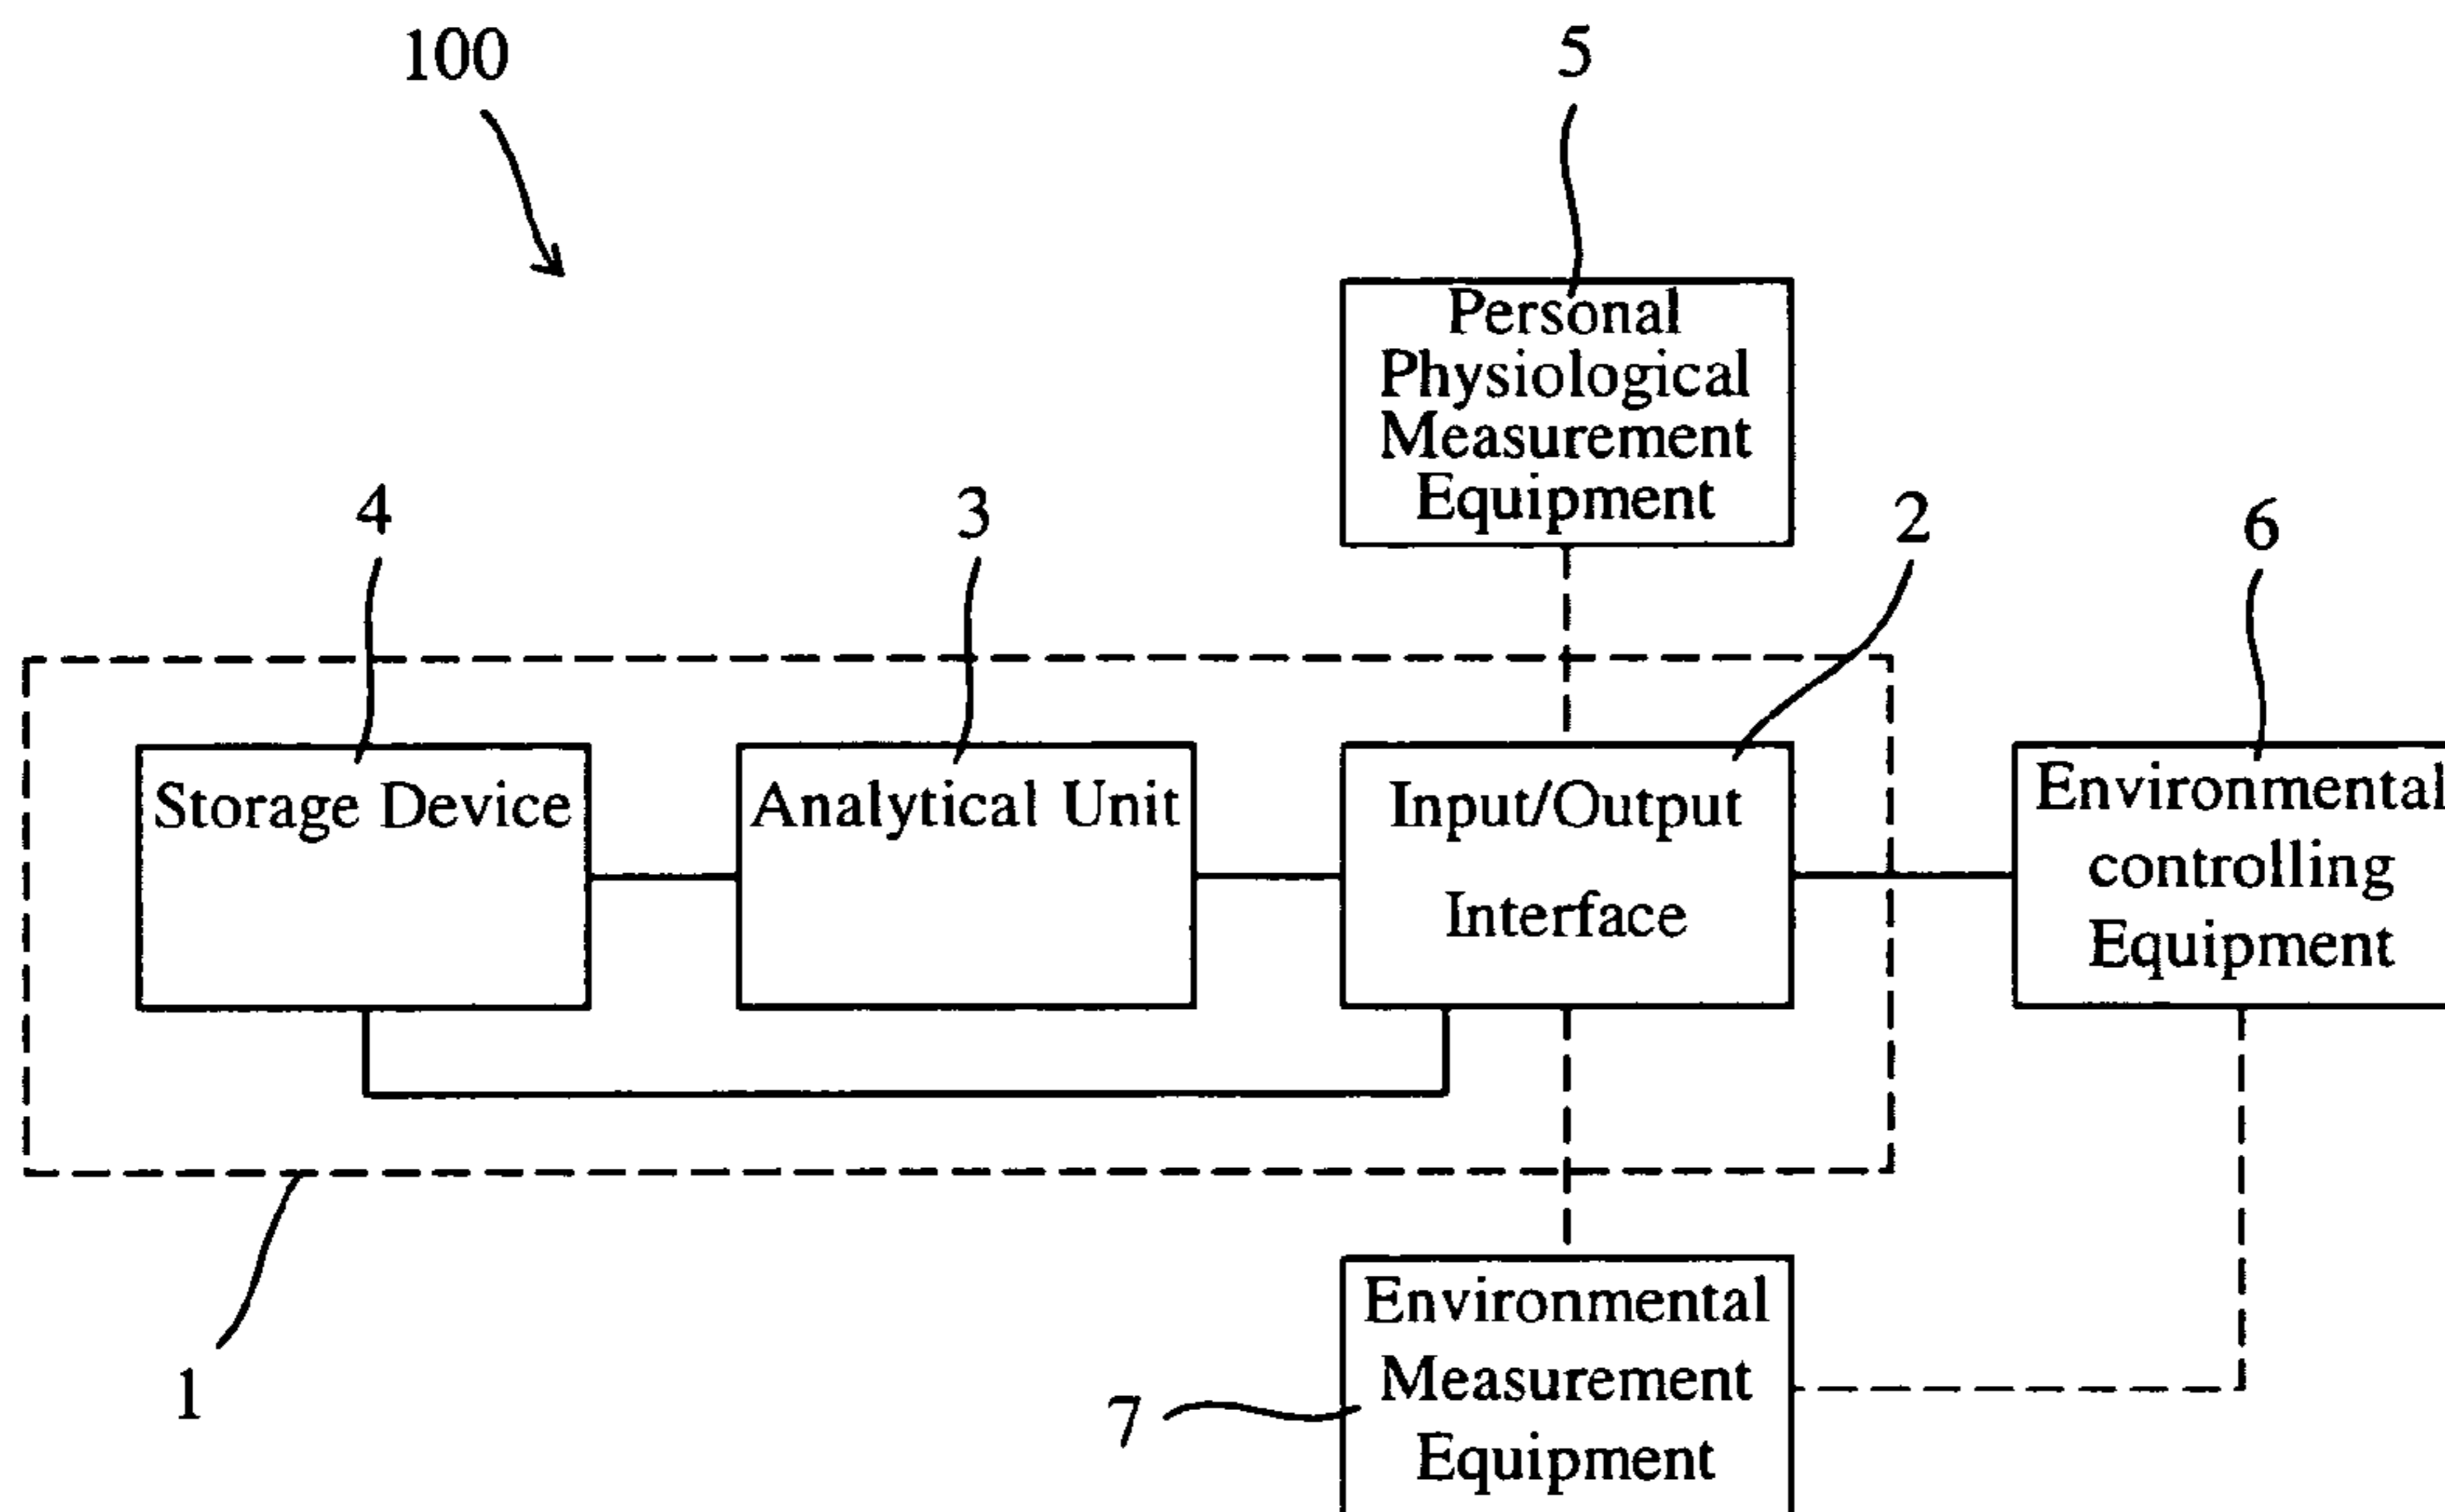 100
5
Personal
Physiological
Measurement
Equipment
4
3
2
6
Storage Device
Analytical Unit
Input/Output
Interface
Environmental
controlling
Equipment
1
7
Environmental
Measurement
Equipment